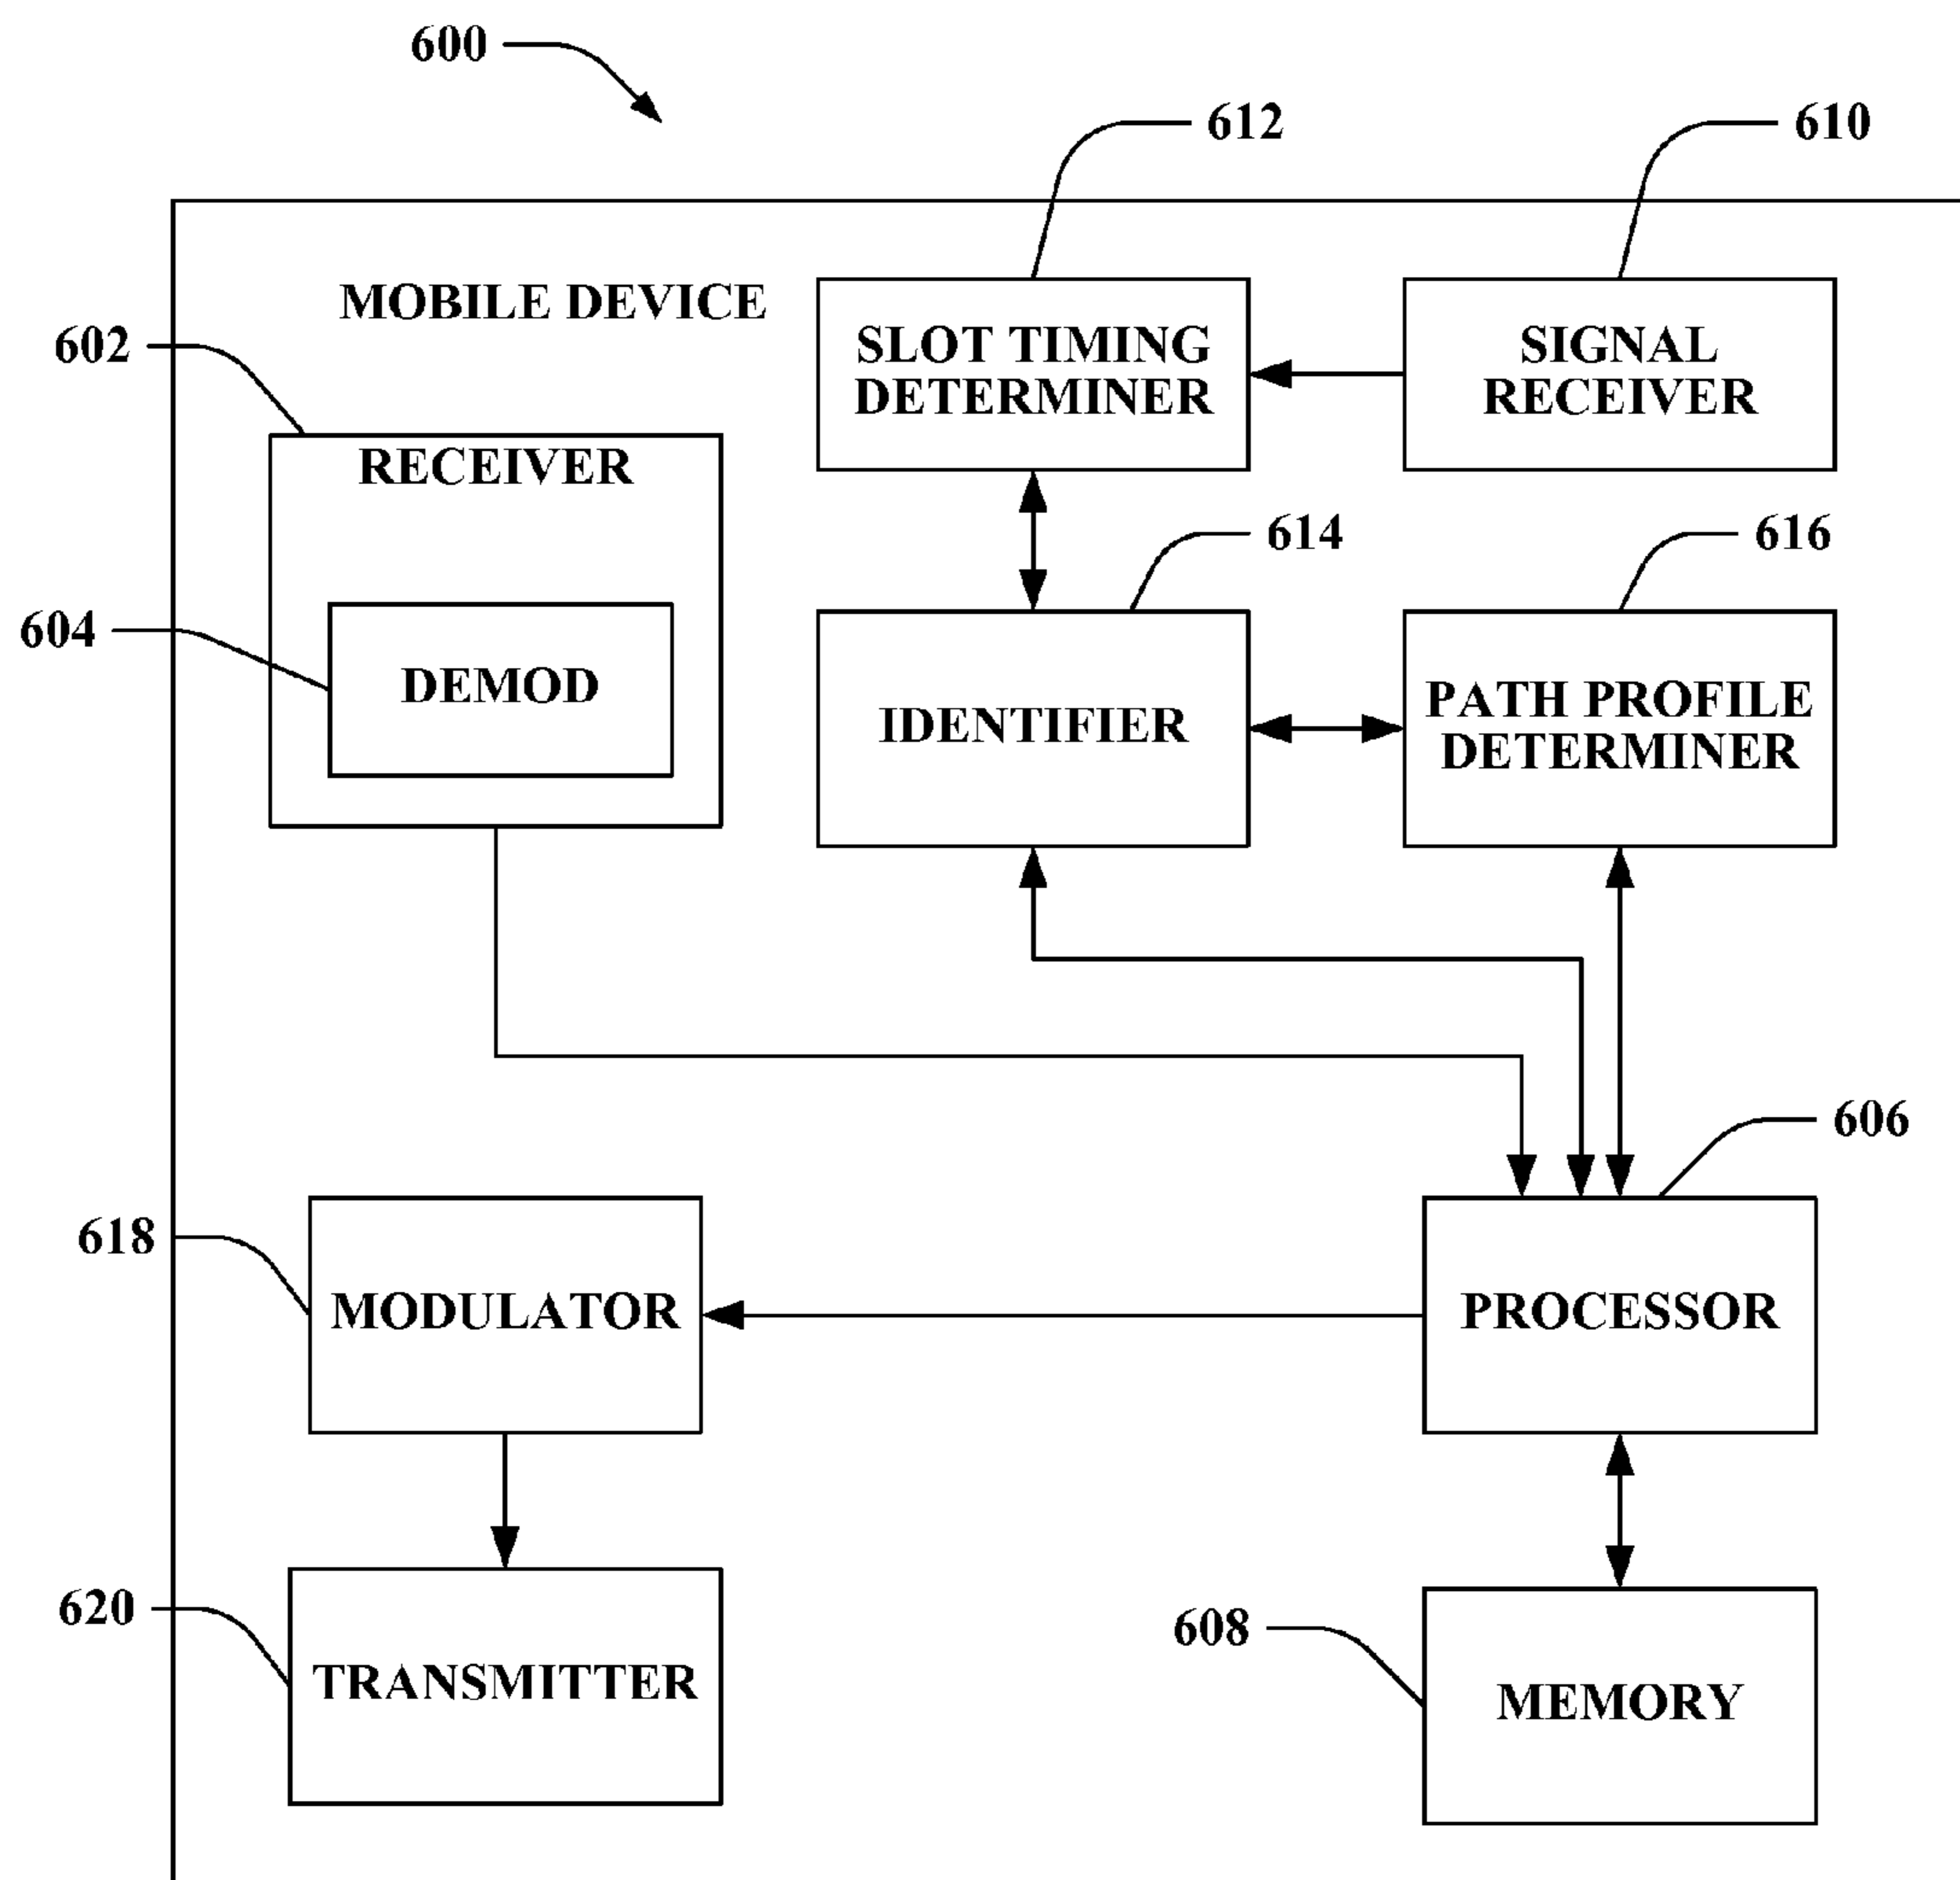 600
612
610
MOBILE DEVICE
602
SLOT TIMING
DETERMINER
SIGNAL
RECEIVER
RECEIVER
614
616
604
DEMOD
IDENTIFIER
PATH PROFILE
DETERMINER
606
618
MODULATOR
PROCESSOR
620
TRANSMITTER
608
MEMORY